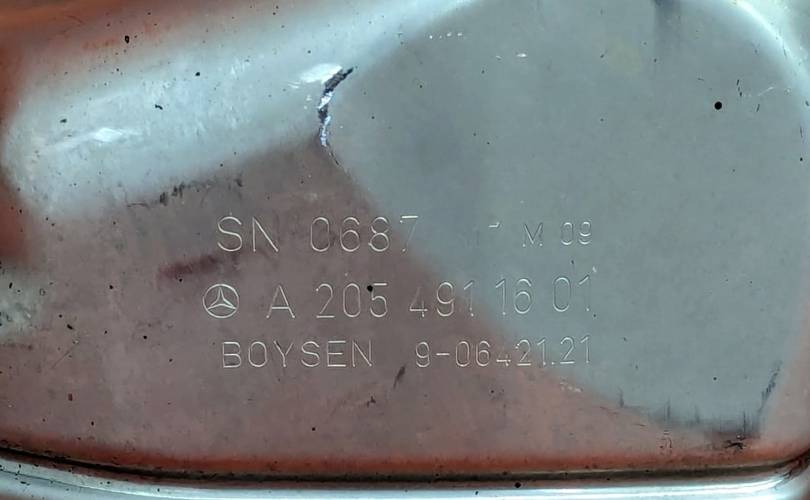 SN 0687 M 09
A 205 491 16 01
BOYSEN 9-06421.21